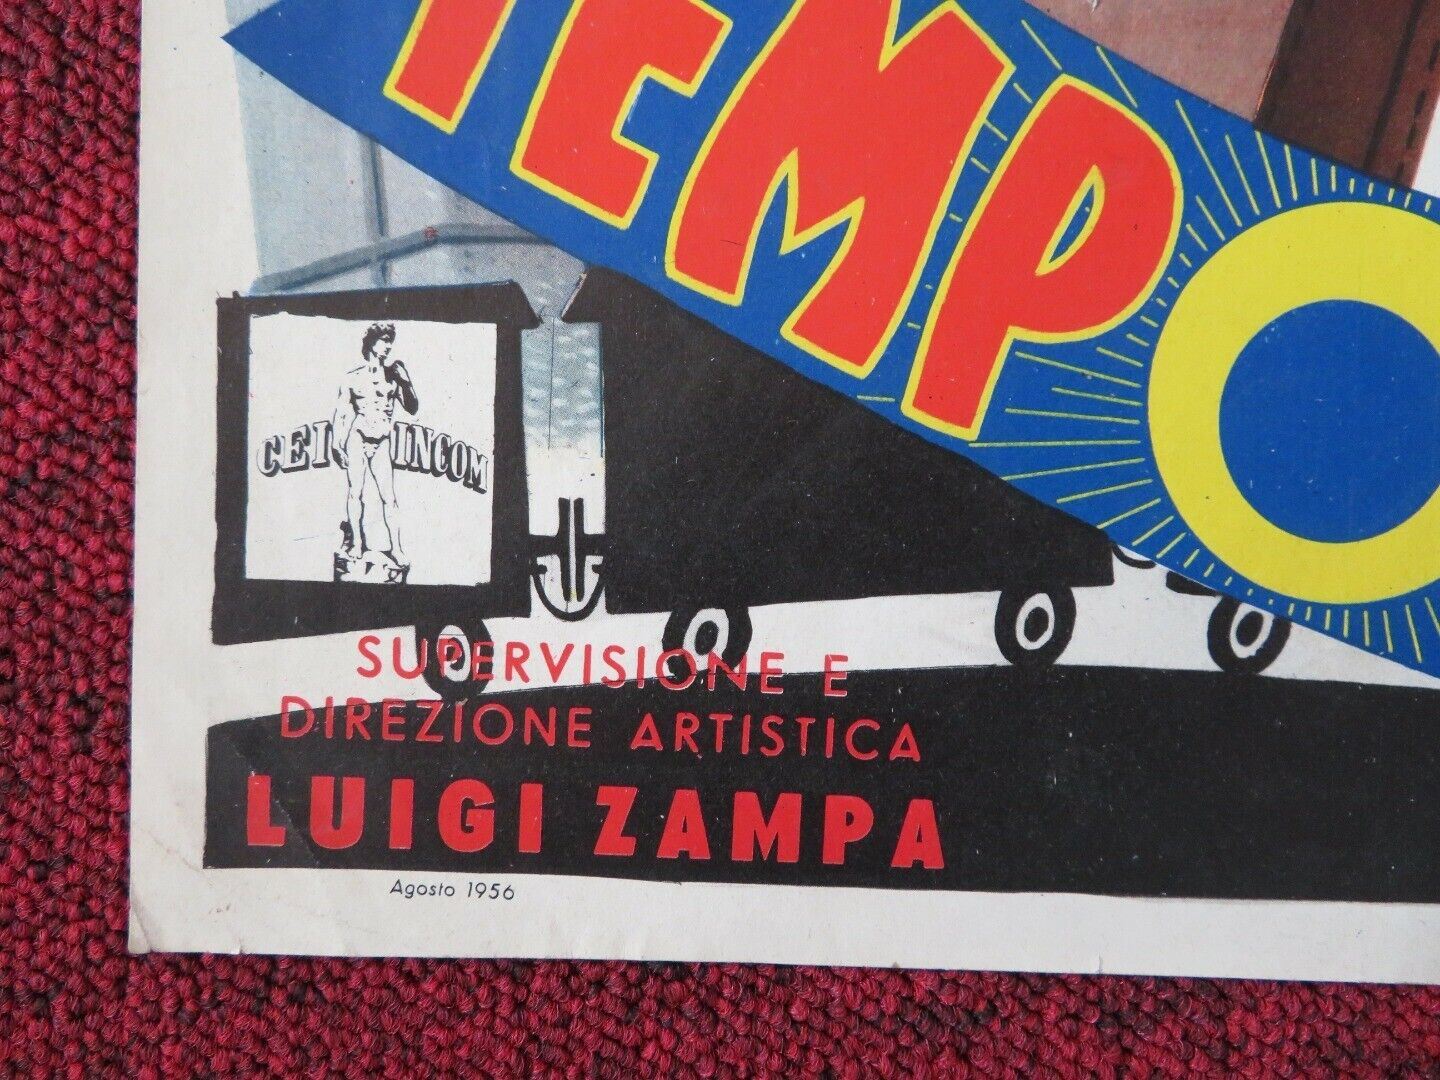 TEMPO
CEI INCOM
SUPERVISIONE E
DIREZIONE ARTISTICA
LUIGI ZAMPA
Agosto 1956